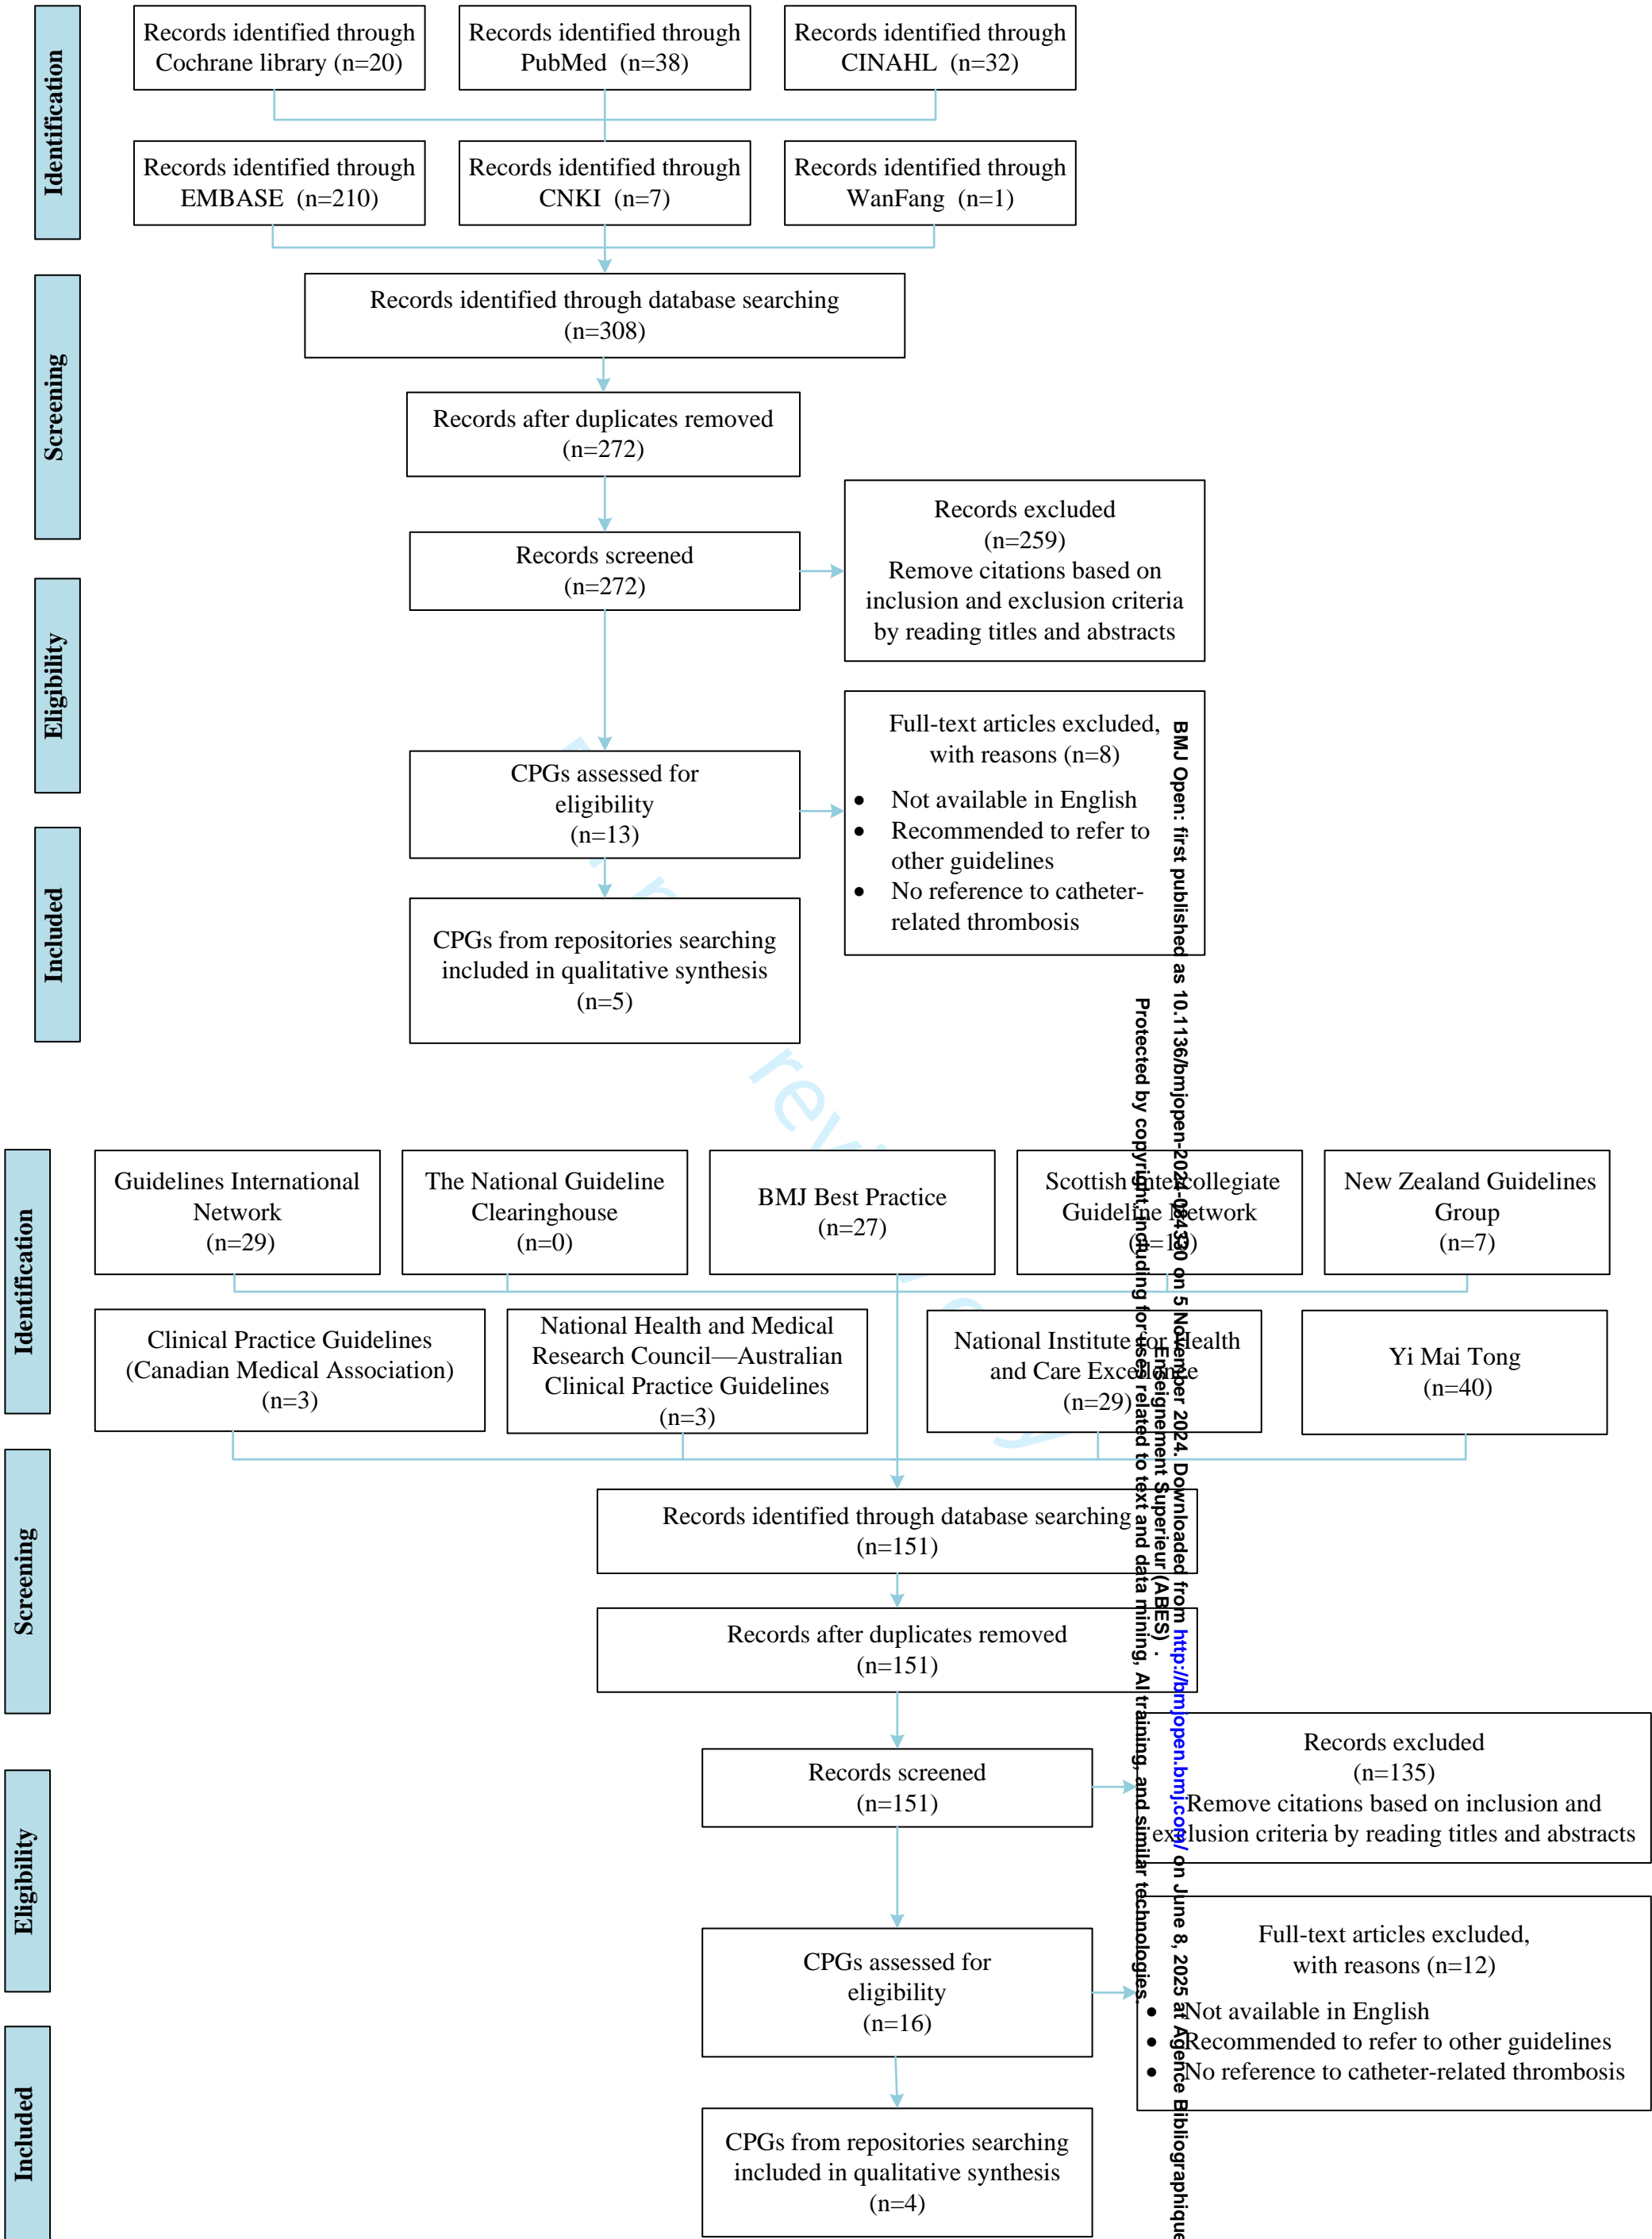 Identification
Records identified through
Cochrane library (n=20)
Records identified through
PubMed (n=38)
Records identified through
CINAHL (n=32)
Records identified through
EMBASE (n=210)
Records identified through
CNKI (n=7)
Records identified through
WanFang (n=1)
Screening
Records identified through database searching
(n=308)
Records after duplicates removed
(n=272)
Records screened
(n=272)
Records excluded
(n=259)
Remove citations based on
inclusion and exclusion criteria
by reading titles and abstracts
Eligibility
CPGs assessed for
eligibility
(n=13)
Full-text articles excluded,
with reasons (n=8)
• Not available in English
• Recommended to refer to
other guidelines
• No reference to catheter-
related thrombosis
Included
CPGs from repositories searching
included in qualitative synthesis
(n=5)
Identification
Guidelines International
Network
(n=29)
The National Guideline
Clearinghouse
(n=0)
BMJ Best Practice
(n=27)
Scottish Intercollegiate
Guideline Network
New Zealand Guidelines
Group
(n=7)
Clinical Practice Guidelines
(Canadian Medical Association)
(n=3)
National Health and Medical
Research Council—Australian
Clinical Practice Guidelines
(n=3)
National Institute for Health
and Care Excellence
(n=29)
Yi Mai Tong
(n=40)
Screening
Records identified through database searching
(n=151)
Records after duplicates removed
(n=151)
Records screened
(n=151)
Records excluded
(n=135)
Remove citations based on inclusion and
exclusion criteria by reading titles and abstracts
Eligibility
CPGs assessed for
eligibility
(n=16)
Full-text articles excluded,
with reasons (n=12)
• Not available in English
• Recommended to refer to other guidelines
• No reference to catheter-related thrombosis
Included
CPGs from repositories searching
included in qualitative synthesis
(n=4)
BMJ Open: first published as 10.1136/bmjopen-2024-084330 on 5 November 2024. Downloaded from http://bmjopen.bmj.com/ on June 8, 2025 at Agence Bibliographique
Enseignement Superieur (ABES) .
Protected by copyright, including for uses related to text and data mining, AI training, and similar technologies.